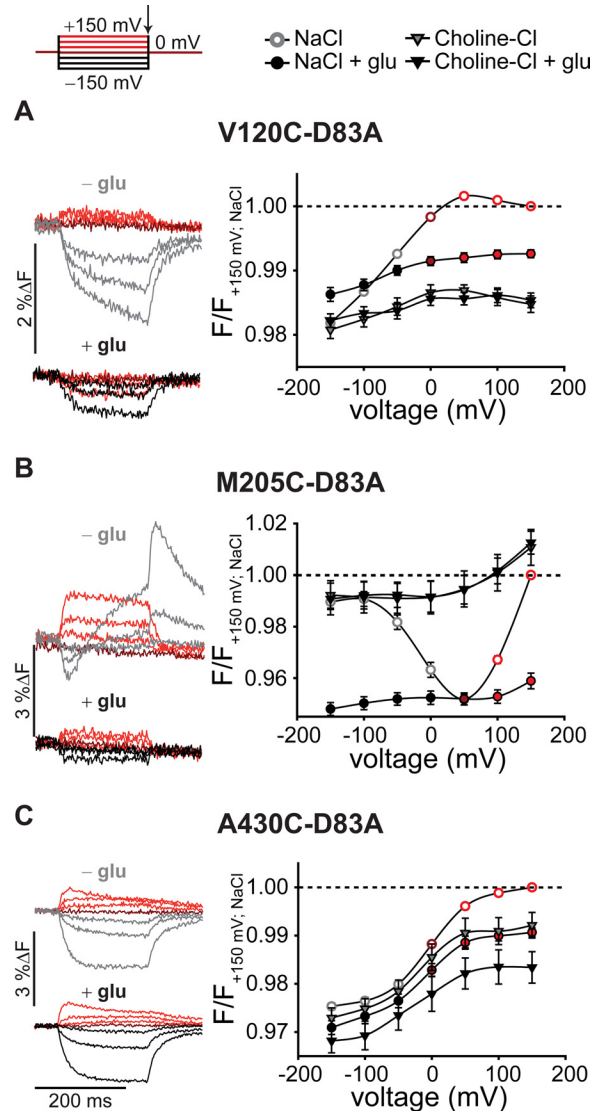 +150 mV
0 mV
−150 mV
NaCl
Choline-Cl
NaCl + glu
Choline-Cl + glu
A
V120C-D83A
− glu
2 %ΔF
+ glu
F/F +150 mV; NaCl
1.00
0.99
0.98
-200 -100 0 100 200
voltage (mV)
B
M205C-D83A
− glu
3 %ΔF
+ glu
F/F +150 mV; NaCl
1.02
1.00
0.98
0.96
-200 -100 0 100 200
voltage (mV)
C
A430C-D83A
− glu
3 %ΔF
+ glu
200 ms
F/F +150 mV; NaCl
1.00
0.99
0.98
0.97
-200 -100 0 100 200
voltage (mV)